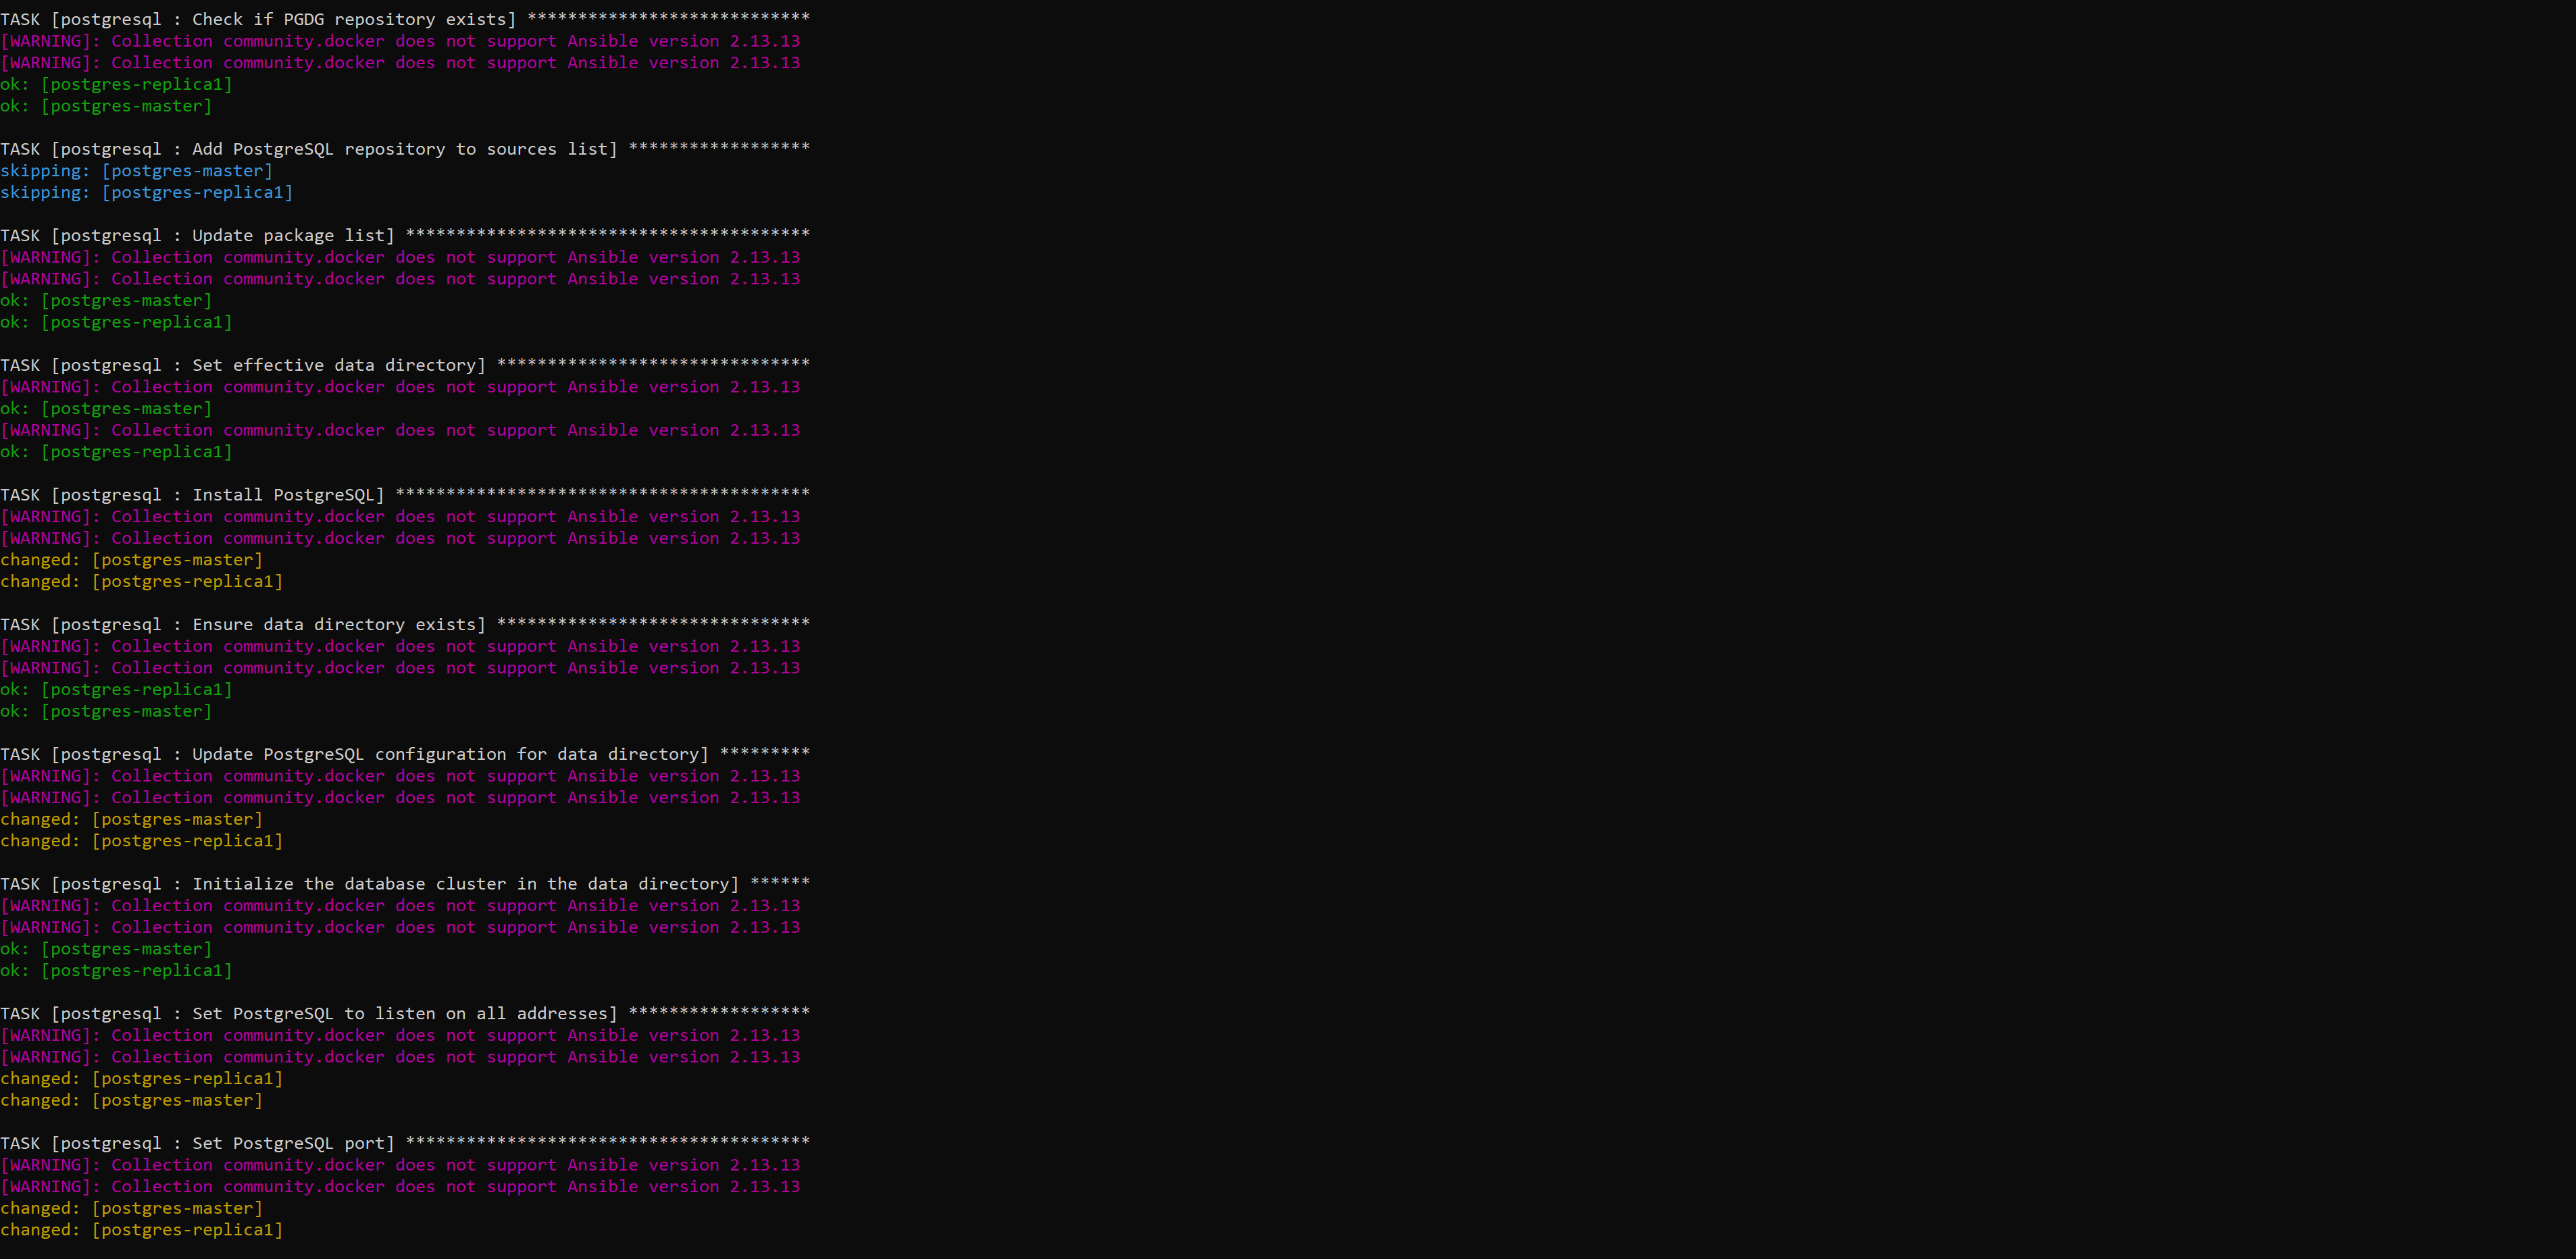 TASK [postgresql : Check if PGDG repository exists] ****************************
[WARNING]: Collection community.docker does not support Ansible version 2.13.13
[WARNING]: Collection community.docker does not support Ansible version 2.13.13
ok: [postgres-replica1]
ok: [postgres-master]
TASK [postgresql : Add PostgreSQL repository to sources list] ******************
skipping: [postgres-master]
skipping: [postgres-replica1]
TASK [postgresql : Update package list] ****************************************
[WARNING]: Collection community.docker does not support Ansible version 2.13.13
[WARNING]: Collection community.docker does not support Ansible version 2.13.13
ok: [postgres-master]
ok: [postgres-replica1]
TASK [postgresql : Set effective data directory] *******************************
[WARNING]: Collection community.docker does not support Ansible version 2.13.13
ok: [postgres-master]
[WARNING]: Collection community.docker does not support Ansible version 2.13.13
ok: [postgres-replica1]
TASK [postgresql : Install PostgreSQL] *****************************************
[WARNING]: Collection community.docker does not support Ansible version 2.13.13
[WARNING]: Collection community.docker does not support Ansible version 2.13.13
changed: [postgres-master]
changed: [postgres-replica1]
TASK [postgresql : Ensure data directory exists] *******************************
[WARNING]: Collection community.docker does not support Ansible version 2.13.13
[WARNING]: Collection community.docker does not support Ansible version 2.13.13
ok: [postgres-replica1]
ok: [postgres-master]
TASK [postgresql : Update PostgreSQL configuration for data directory] *********
[WARNING]: Collection community.docker does not support Ansible version 2.13.13
[WARNING]: Collection community.docker does not support Ansible version 2.13.13
changed: [postgres-master]
changed: [postgres-replica1]
TASK [postgresql : Initialize the database cluster in the data directory] ******
[WARNING]: Collection community.docker does not support Ansible version 2.13.13
[WARNING]: Collection community.docker does not support Ansible version 2.13.13
ok: [postgres-master]
ok: [postgres-replica1]
TASK [postgresql : Set PostgreSQL to listen on all addresses] ******************
[WARNING]: Collection community.docker does not support Ansible version 2.13.13
[WARNING]: Collection community.docker does not support Ansible version 2.13.13
changed: [postgres-replica1]
changed: [postgres-master]
TASK [postgresql : Set PostgreSQL port] ****************************************
[WARNING]: Collection community.docker does not support Ansible version 2.13.13
[WARNING]: Collection community.docker does not support Ansible version 2.13.13
changed: [postgres-master]
changed: [postgres-replica1]